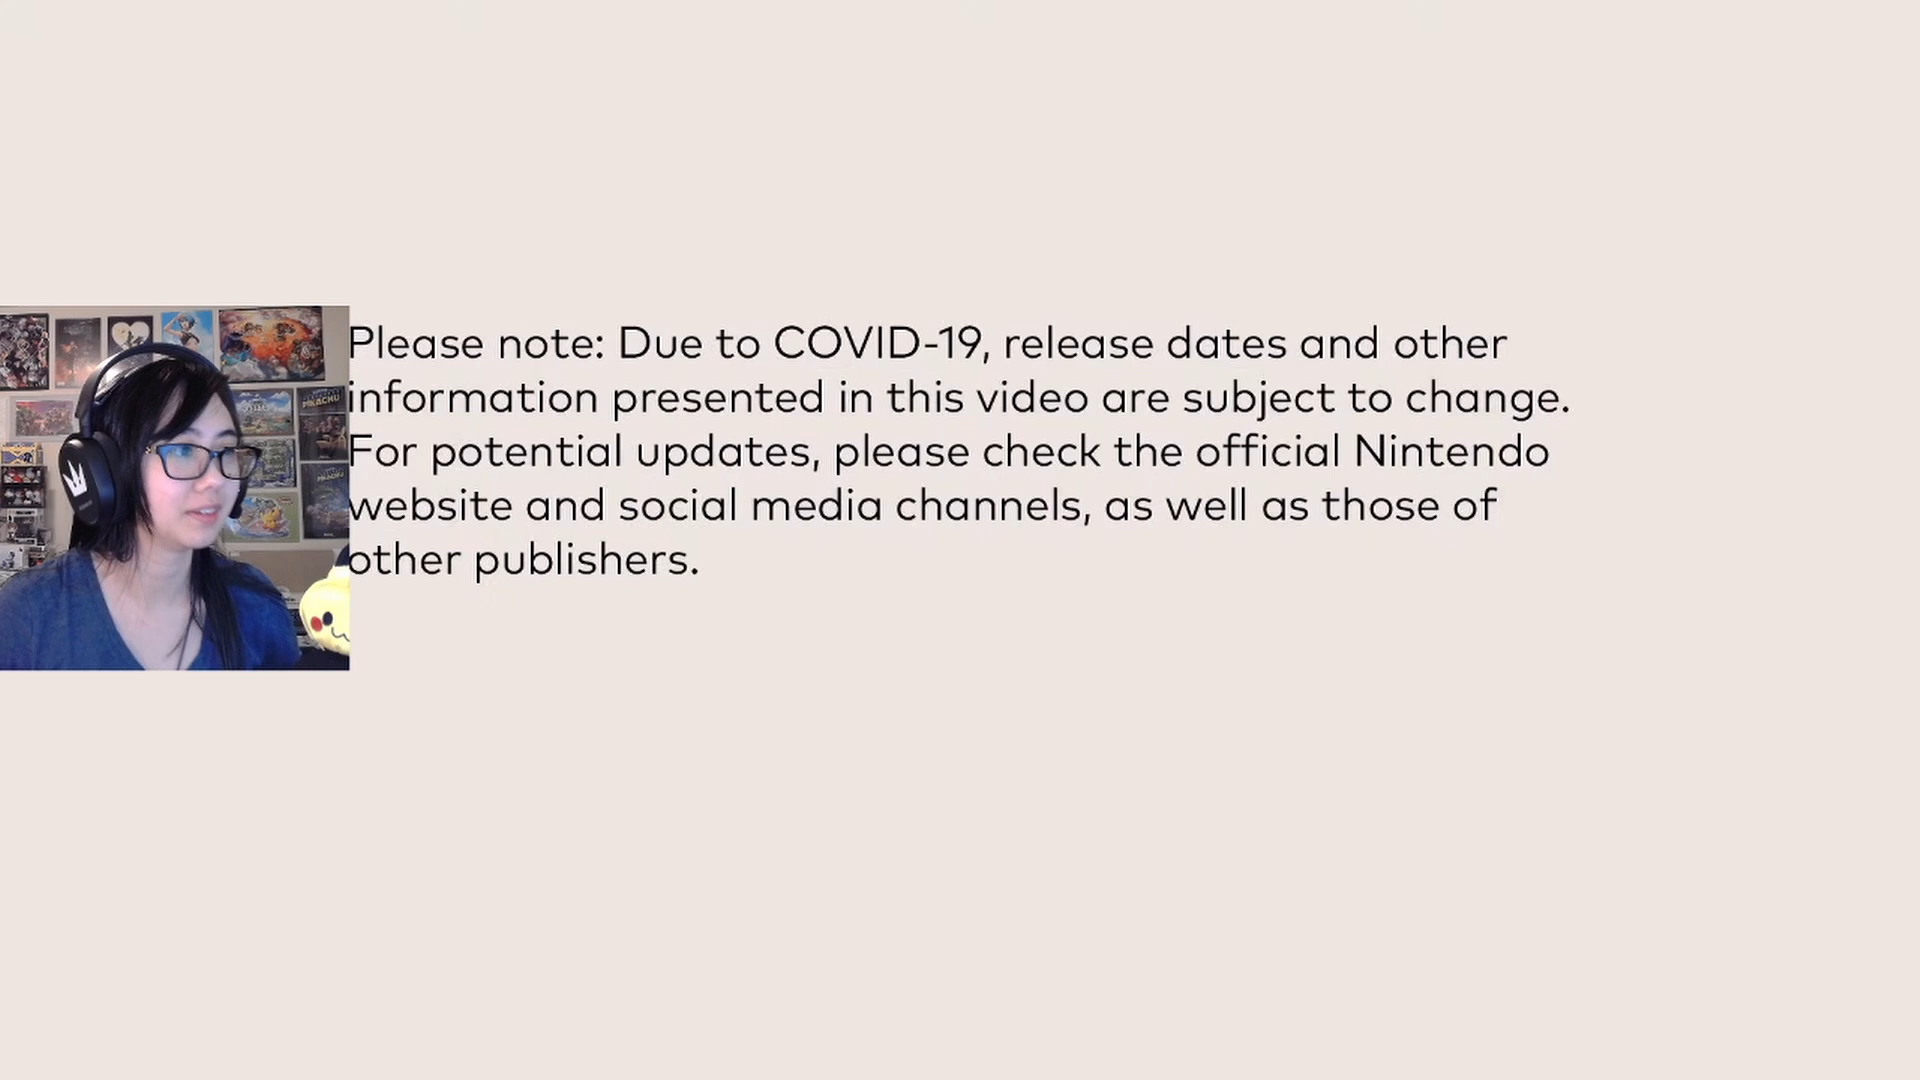 Please note: Due to COVID-19, release dates and other
information presented in this video are subject to change.
For potential updates, please check the official Nintendo
website and social media channels, as well as those of
other publishers.
PIKACHU